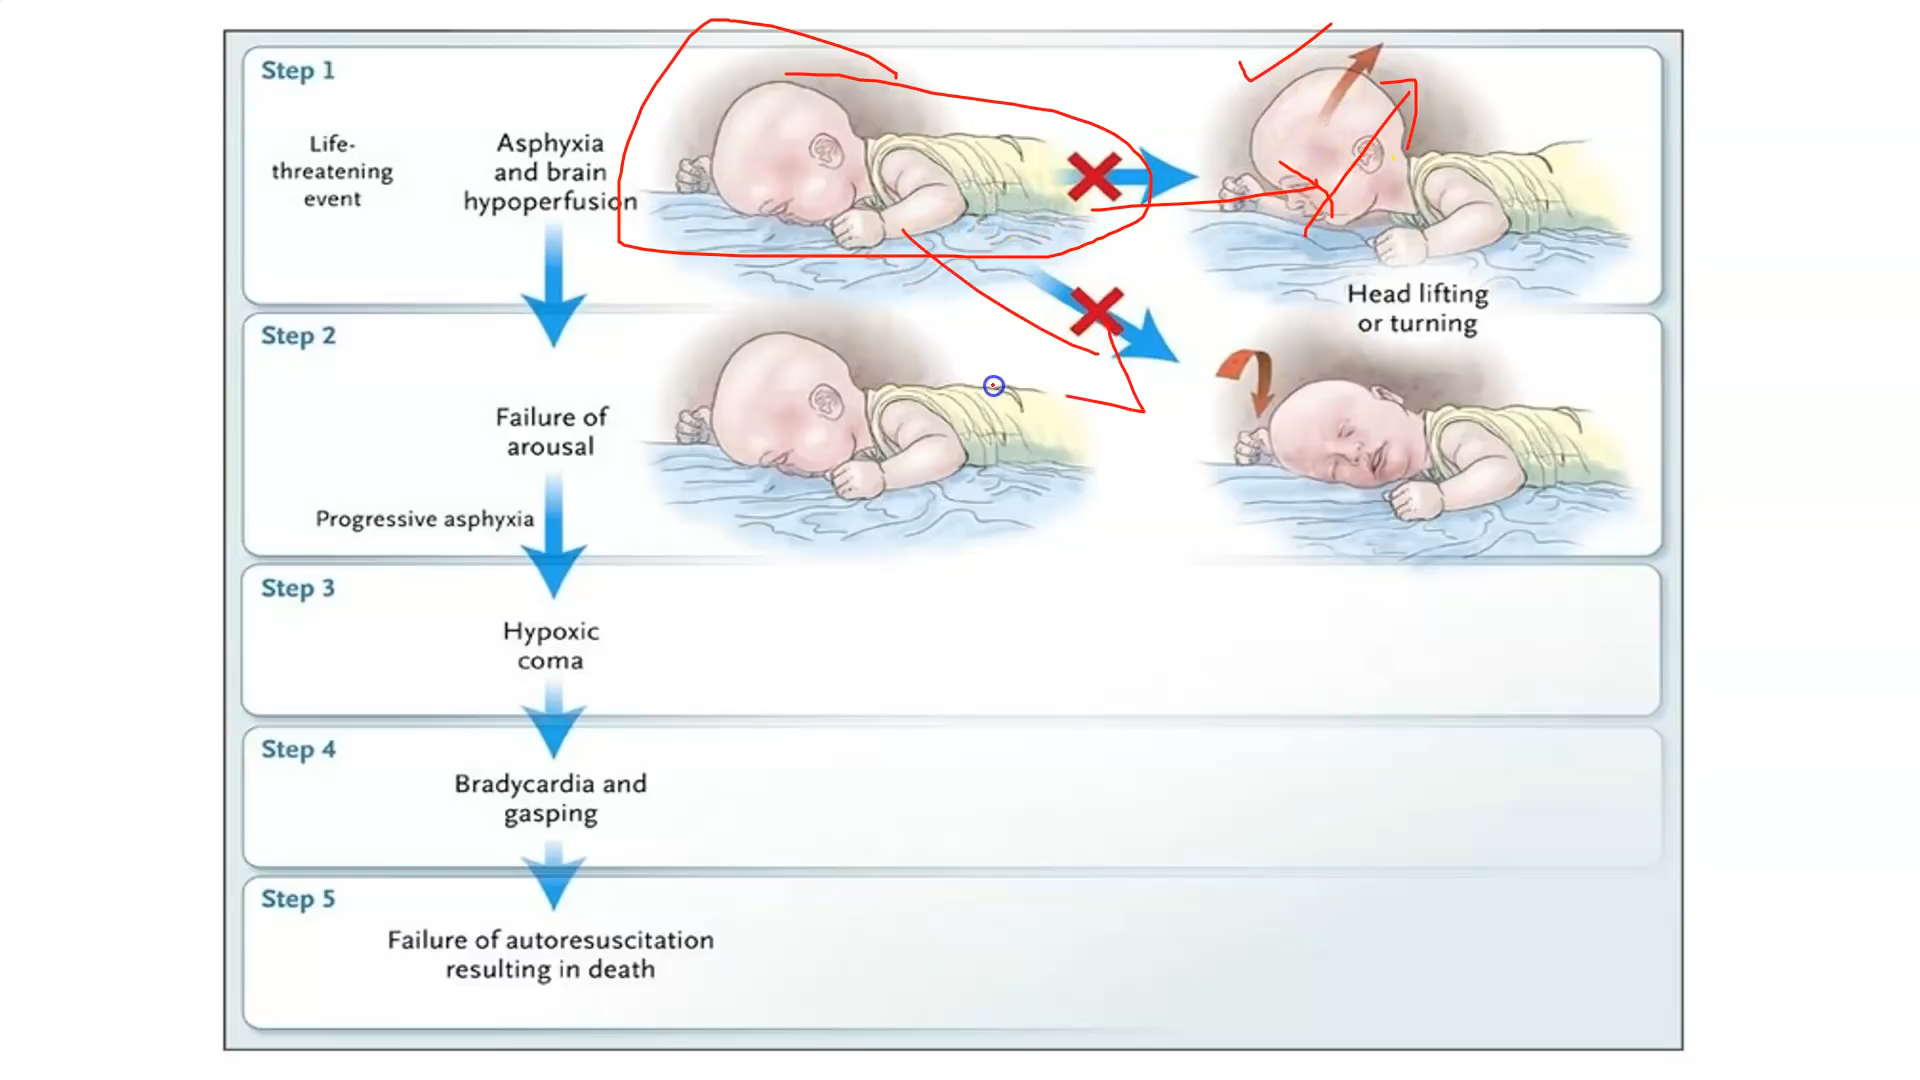 Step 1
Life-
threatening
event
Asphyxia
and brain
hypoperfusion
Head lifting
or turning
Step 2
Failure of
arousal
Progressive asphyxia
Step 3
Hypoxic
coma
Step 4
Bradycardia and
gasping
Step 5
Failure of autoresuscitation
resulting in death